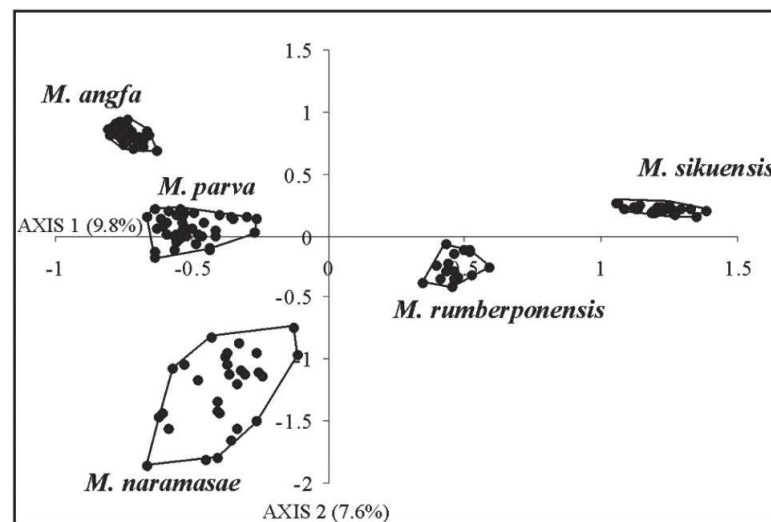 1.5
M. angfa
1
M. sikuensis
0.5
M. parva
AXIS 1 (9.8%)
0
-1 -0.5 0 0.5 1 1.5
M. rumberponensis
-0.5
-1
-1.5
M. naramasae
-2
AXIS 2 (7.6%)